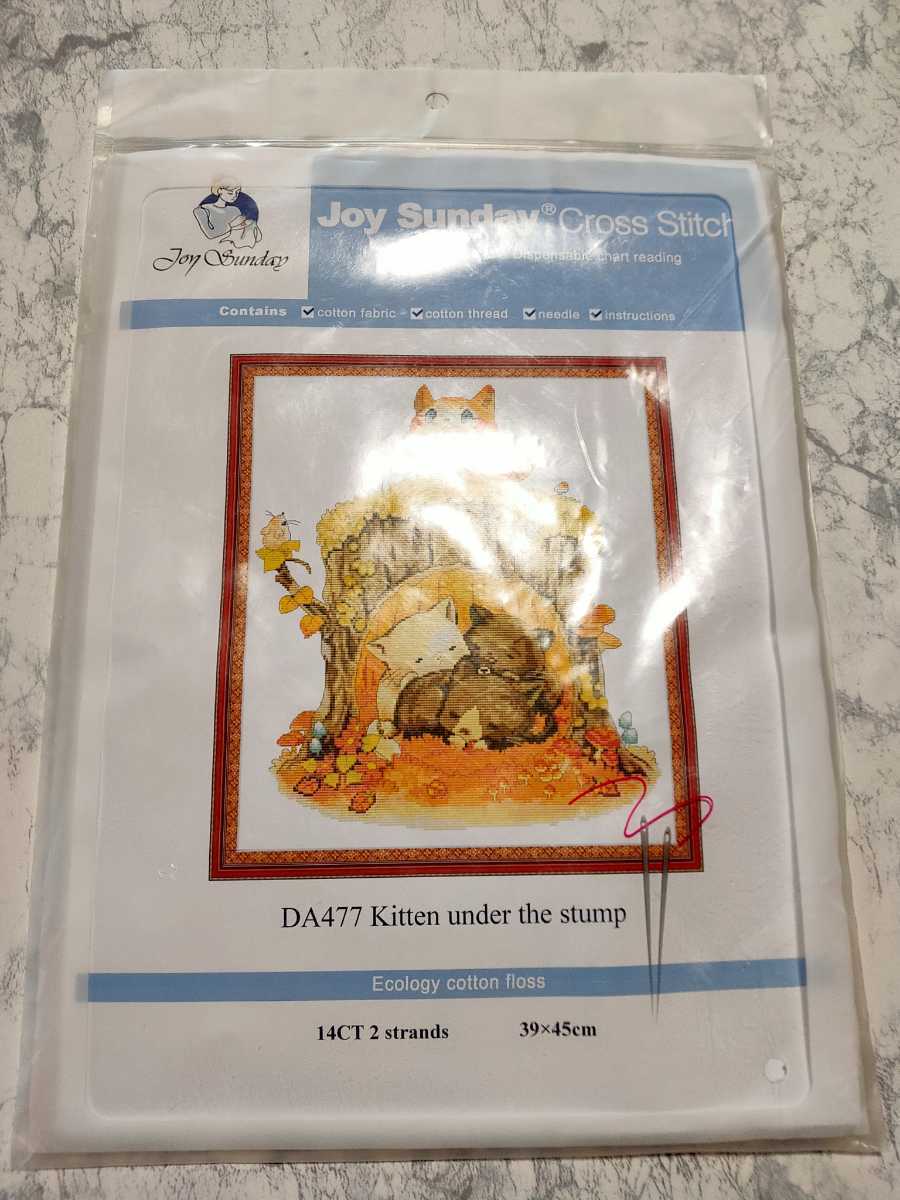 Joy Sunday
Joy Sunday® Cross Stitch
Dispensable chart reading
Contains cotton fabric cotton thread needle instructions
DA477 Kitten under the stump
Ecology cotton floss
14CT 2 strands 39×45cm